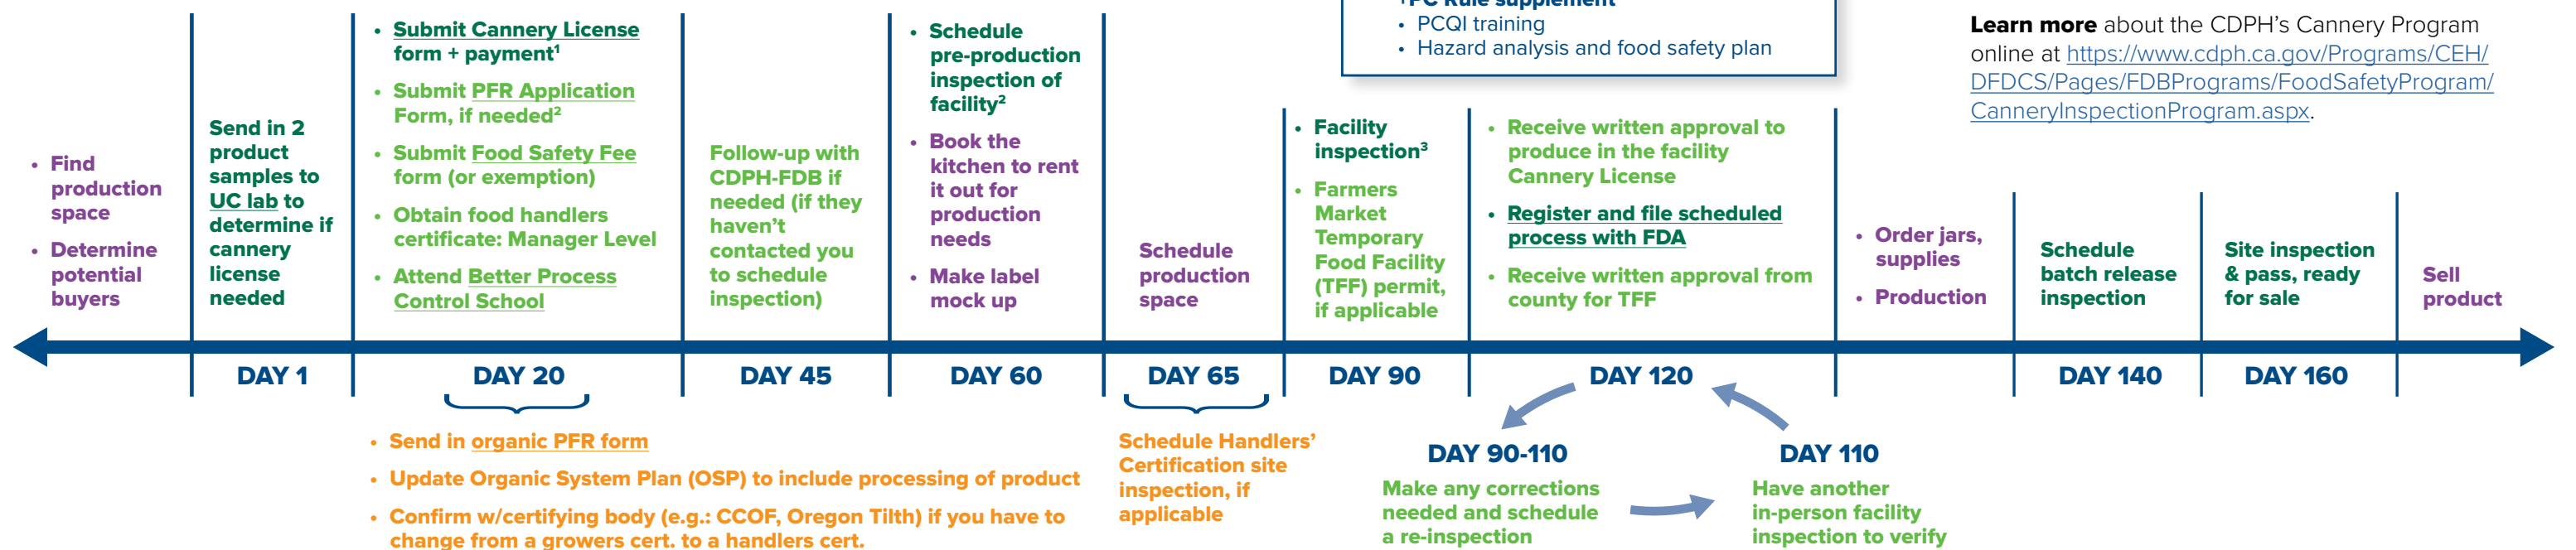 +PC Rule supplement
• PCQI training
• Hazard analysis and food safety plan
Learn more about the CDPH's Cannery Program
online at https://www.cdph.ca.gov/Programs/CEH/
DFDCS/Pages/FDBPrograms/FoodSafetyProgram/
CanneryInspectionProgram.aspx.
• Find
production
space
• Determine
potential
buyers
Send in 2
product
samples to
UC lab to
determine if
cannery
license
needed
• Submit Cannery License
form + payment¹
• Submit PFR Application
Form, if needed²
• Submit Food Safety Fee
form (or exemption)
• Obtain food handlers
certificate: Manager Level
• Attend Better Process
Control School
Follow-up with
CDPH-FDB if
needed (if they
haven't
contacted you
to schedule
inspection)
• Schedule
pre-production
inspection of
facility²
• Book the
kitchen to rent
it out for
production
needs
• Make label
mock up
Schedule
production
space
• Facility
inspection³
• Farmers
Market
Temporary
Food Facility
(TFF) permit,
if applicable
• Receive written approval to
produce in the facility
Cannery License
• Register and file scheduled
process with FDA
• Receive written approval from
county for TFF
• Order jars,
supplies
• Production
Schedule
batch release
inspection
Site inspection
& pass, ready
for sale
Sell
product
DAY 1
DAY 20
DAY 45
DAY 60
DAY 65
DAY 90
DAY 120
DAY 140
DAY 160
• Send in organic PFR form
• Update Organic System Plan (OSP) to include processing of product
• Confirm w/certifying body (e.g.: CCOF, Oregon Tilth) if you have to
change from a growers cert. to a handlers cert.
Schedule Handlers'
Certification site
inspection, if
applicable
DAY 90-110
Make any corrections
needed and schedule
a re-inspection
DAY 110
Have another
in-person facility
inspection to verify